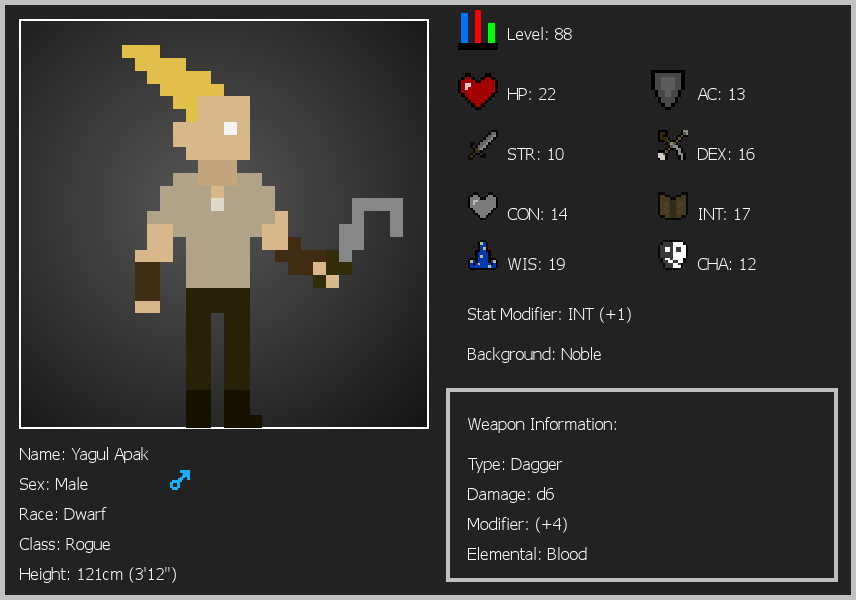 Level: 88
HP: 22
AC: 13
STR: 10
DEX: 16
CON: 14
INT: 17
WIS: 19
CHA: 12
Stat Modifier: INT (+1)
Background: Noble
Weapon Information:
Type: Dagger
Damage: d6
Modifier: (+4)
Elemental: Blood
Name: Yagul Apak
Sex: Male
Race: Dwarf
Class: Rogue
Height: 121cm (3'12")